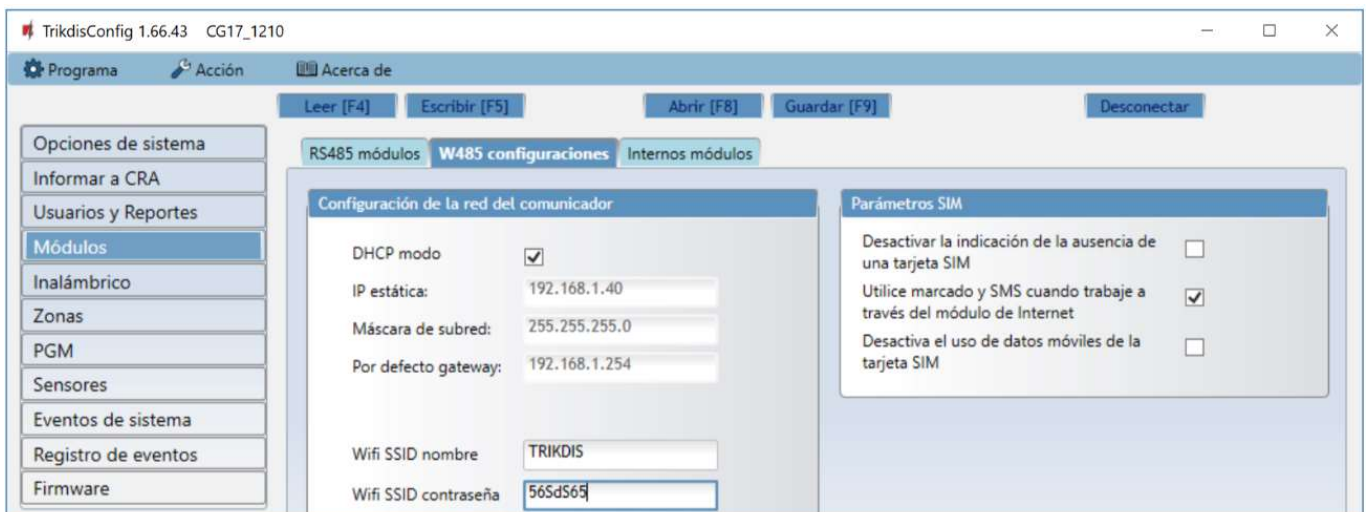 TrikdisConfig 1.66.43 CG17_1210
Programa Acción Acerca de
Leer [F4] Escribir [F5] Abrir [F8] Guardar [F9] Desconectar
Opciones de sistema
Informar a CRA
Usuarios y Reportes
Módulos
Inalámbrico
Zonas
PGM
Sensores
Eventos de sistema
Registro de eventos
Firmware
RS485 módulos W485 configuraciones Internos módulos
Configuración de la red del comunicador
DHCP modo
IP estática: 192.168.1.40
Máscara de subred: 255.255.255.0
Por defecto gateway: 192.168.1.254
Wifi SSID nombre TRIKDIS
Wifi SSID contraseña 56SdS65
Parámetros SIM
Desactivar la indicación de la ausencia de
una tarjeta SIM
Utilice marcado y SMS cuando trabaje a
través del módulo de Internet
Desactiva el uso de datos móviles de la
tarjeta SIM